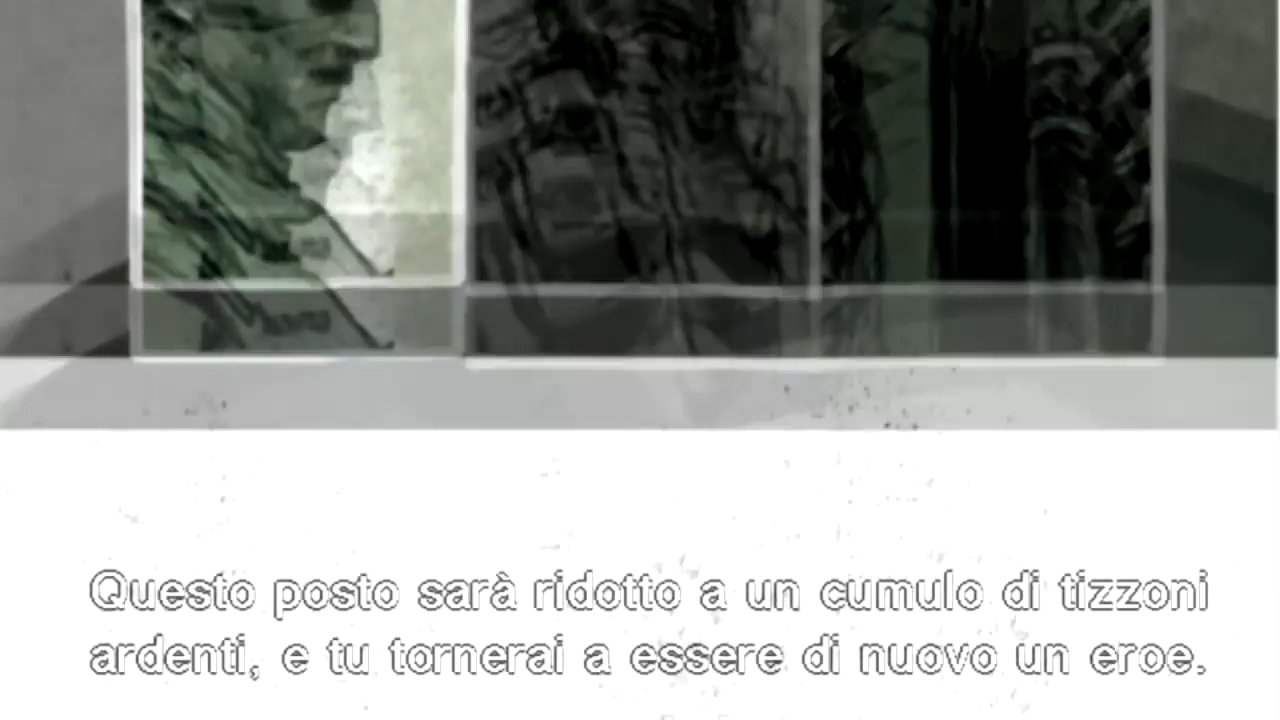 Questo posto sarà ridotto a un cumulo di tizzoni
ardenti, e tu tornerai a essere di nuovo un eroe.